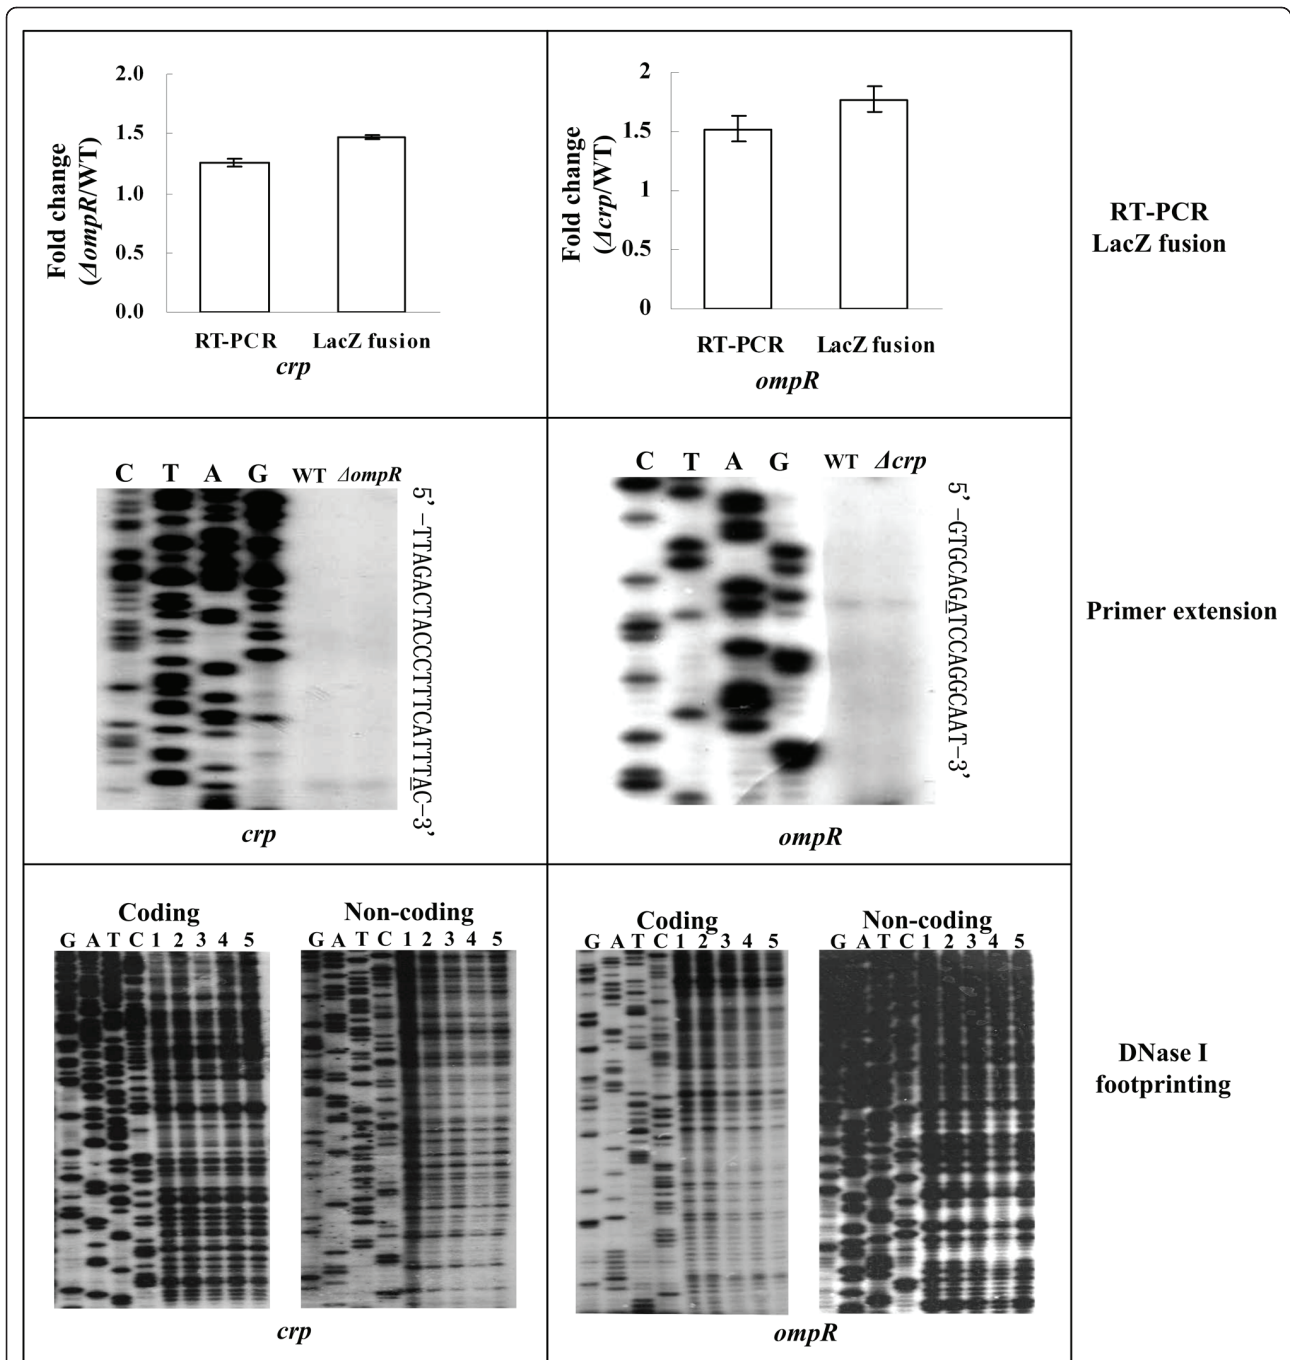 2.0
1.5
1.0
0.5
0.0
Fold change
(ΔompR/WT)
RT-PCR LacZ fusion
crp
2
1.5
1
0.5
0
Fold change
(Δcrp/WT)
RT-PCR LacZ fusion
ompR
RT-PCR
LacZ fusion
C T A G WT ΔompR
5’ -TTAGACTACCCTTTCATTTAC-3’
crp
C T A G WT Δcrp
5’ -GTGCAGATCCAGGCAAT-3’
ompR
Primer extension
Coding
G A T C 1 2 3 4 5
Non-coding
G A T C 1 2 3 4 5
crp
Coding
G A T C 1 2 3 4 5
Non-coding
G A T C 1 2 3 4 5
ompR
DNase I
footprinting